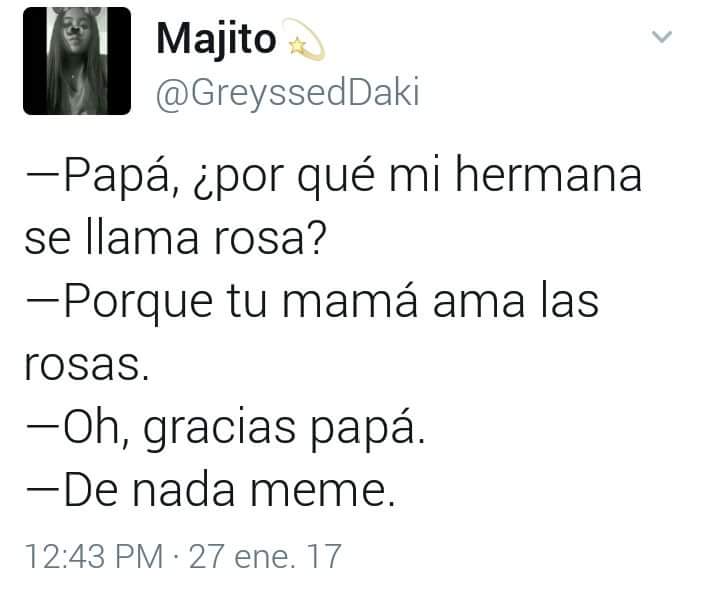 Majito 💫
@GreyssedDaki
—Papá, ¿por qué mi hermana
se llama rosa?
—Porque tu mamá ama las
rosas.
—Oh, gracias papá.
—De nada meme.
12:43 PM · 27 ene. 17